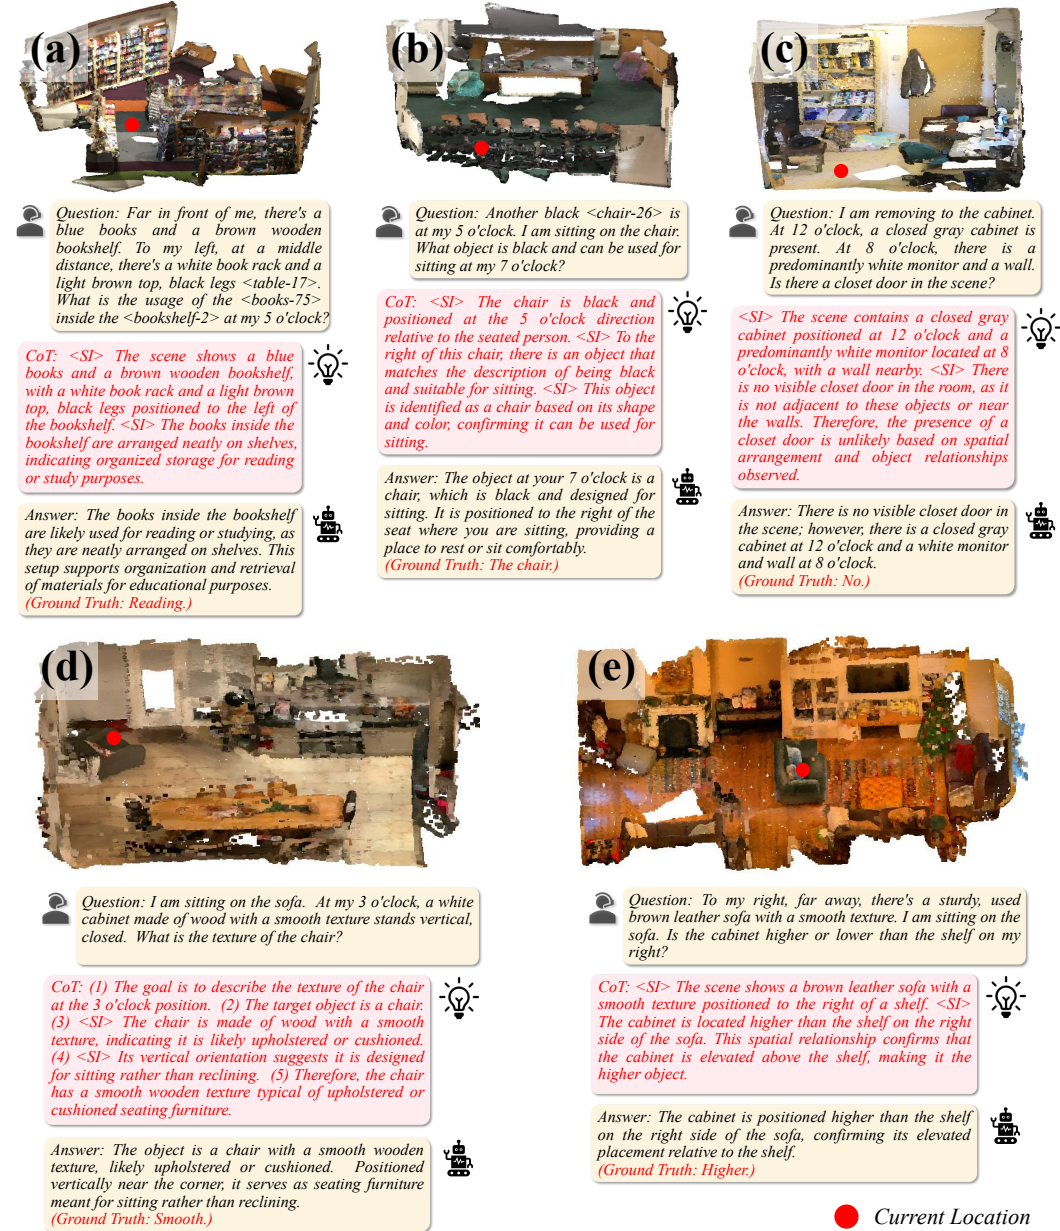 (a)
(b)
(c)
Question: Far in front of me, there's a
blue books and a brown wooden
bookshelf. To my left, at a middle
distance, there's a white book rack and a
light brown top, black legs <table-17>.
What is the usage of the <books-75>
inside the <bookshelf-2> at my 5 o'clock?
CoT: <SI> The scene shows a blue
books and a brown wooden bookshelf,
with a white book rack and a light brown
top, black legs positioned to the left of
the bookshelf. <SI> The books inside the
bookshelf are arranged neatly on shelves,
indicating organized storage for reading
or study purposes.
Answer: The books inside the bookshelf
are likely used for reading or studying, as
they are neatly arranged on shelves. This
setup supports organization and retrieval
of materials for educational purposes.
(Ground Truth: Reading.)
Question: Another black <chair-26> is
at my 5 o'clock. I am sitting on the chair.
What object is black and can be used for
sitting at my 7 o'clock?
CoT: <SI> The chair is black and
positioned at the 5 o'clock direction
relative to the seated person. <SI> To the
right of this chair, there is an object that
matches the description of being black
and suitable for sitting. <SI> This object
is identified as a chair based on its shape
and color, confirming it can be used for
sitting.
Answer: The object at your 7 o'clock is a
chair, which is black and designed for
sitting. It is positioned to the right of the
seat where you are sitting, providing a
place to rest or sit comfortably.
(Ground Truth: The chair.)
Question: I am removing to the cabinet.
At 12 o'clock, a closed gray cabinet is
present. At 8 o'clock, there is a
predominantly white monitor and a wall.
Is there a closet door in the scene?
<SI> The scene contains a closed gray
cabinet positioned at 12 o'clock and a
predominantly white monitor located at 8
o'clock, with a wall nearby. <SI> There
is no visible closet door in the room, as it
is not adjacent to these objects or near
the walls. Therefore, the presence of a
closet door is unlikely based on spatial
arrangement and object relationships
observed.
Answer: There is no visible closet door in
the scene; however, there is a closed gray
cabinet at 12 o'clock and a white monitor
and wall at 8 o'clock.
(Ground Truth: No.)
(d)
(e)
Question: I am sitting on the sofa. At my 3 o'clock, a white
cabinet made of wood with a smooth texture stands vertical,
closed. What is the texture of the chair?
CoT: (1) The goal is to describe the texture of the chair
at the 3 o'clock position. (2) The target object is a chair.
(3) <SI> The chair is made of wood with a smooth
texture, indicating it is likely upholstered or cushioned.
(4) <SI> Its vertical orientation suggests it is designed
for sitting rather than reclining. (5) Therefore, the chair
has a smooth wooden texture typical of upholstered or
cushioned seating furniture.
Answer: The object is a chair with a smooth wooden
texture, likely upholstered or cushioned. Positioned
vertically near the corner, it serves as seating furniture
meant for sitting rather than reclining.
(Ground Truth: Smooth.)
Question: To my right, far away, there's a sturdy, used
brown leather sofa with a smooth texture. I am sitting on the
sofa. Is the cabinet higher or lower than the shelf on my
right?
CoT: <SI> The scene shows a brown leather sofa with a
smooth texture positioned to the right of a shelf. <SI>
The cabinet is located higher than the shelf on the right
side of the sofa. This spatial relationship confirms that
the cabinet is elevated above the shelf, making it the
higher object.
Answer: The cabinet is positioned higher than the shelf
on the right side of the sofa, confirming its elevated
placement relative to the shelf.
(Ground Truth: Higher.)
Current Location